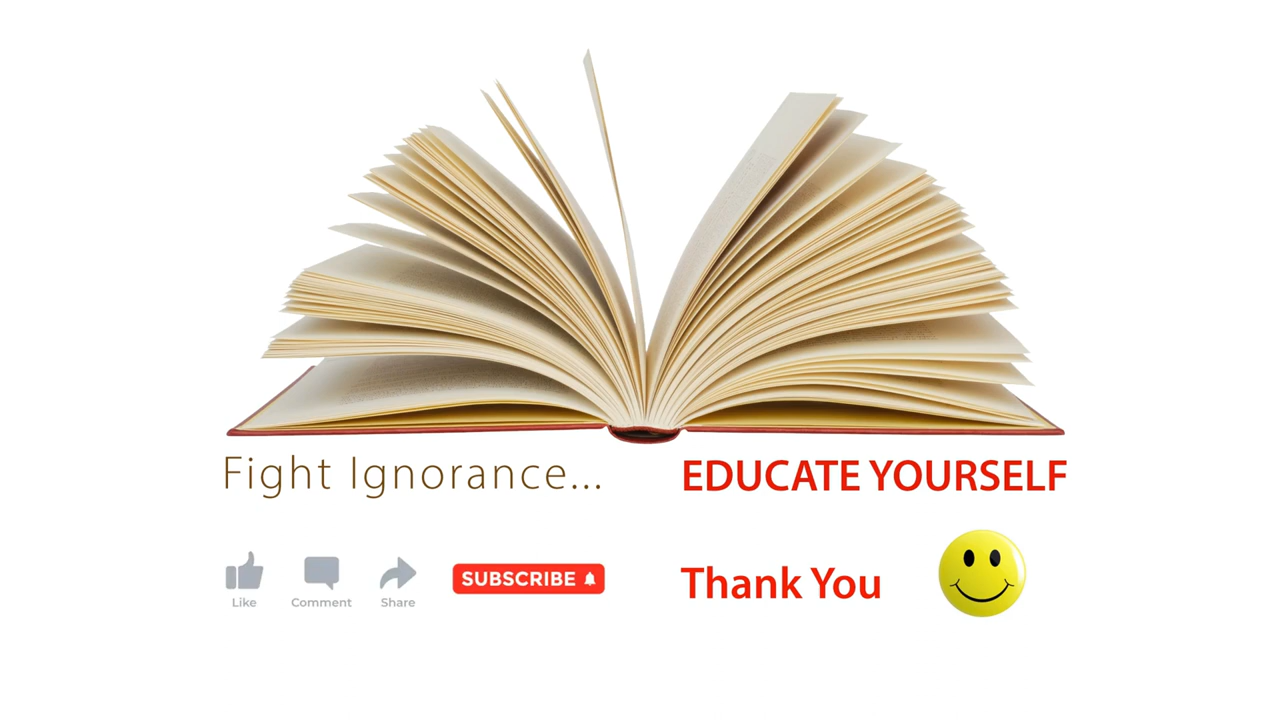 Fight Ignorance...
EDUCATE YOURSELF
Like
Comment
Share
SUBSCRIBE
Thank You